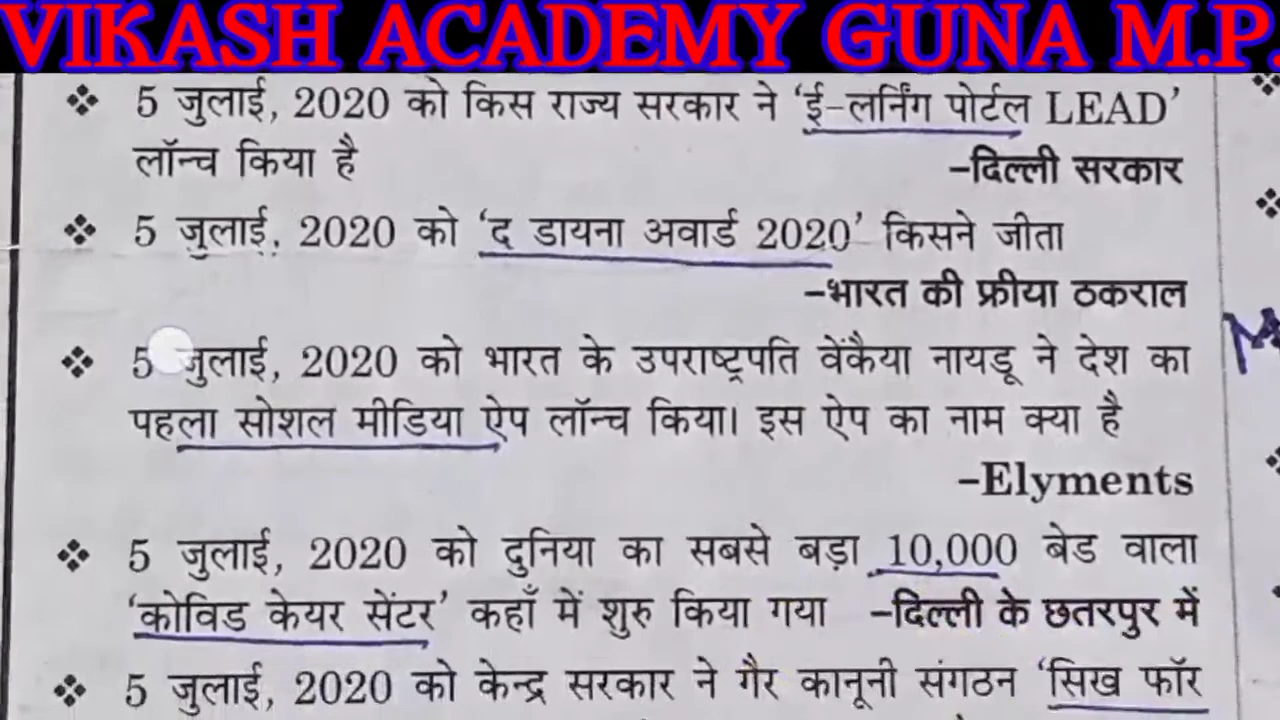 VIKASH ACADEMY GUNA M.P.
❖ 5 जुलाई, 2020 को किस राज्य सरकार ने ‘ई-लर्निंग पोर्टल LEAD’
लॉन्च किया है -दिल्ली सरकार
❖ 5 जुलाई, 2020 को ‘द डायना अवार्ड 2020’ किसने जीता
-भारत की फ्रीया ठकराल
❖ 5 जुलाई, 2020 को भारत के उपराष्ट्रपति वेंकैया नायडू ने देश का
पहला सोशल मीडिया ऐप लॉन्च किया। इस ऐप का नाम क्या है
-Elyments
❖ 5 जुलाई, 2020 को दुनिया का सबसे बड़ा 10,000 बेड वाला
‘कोविड केयर सेंटर’ कहाँ में शुरु किया गया -दिल्ली के छतरपुर में
❖ 5 जुलाई, 2020 को केन्द्र सरकार ने गैर कानूनी संगठन ‘सिख फॉर